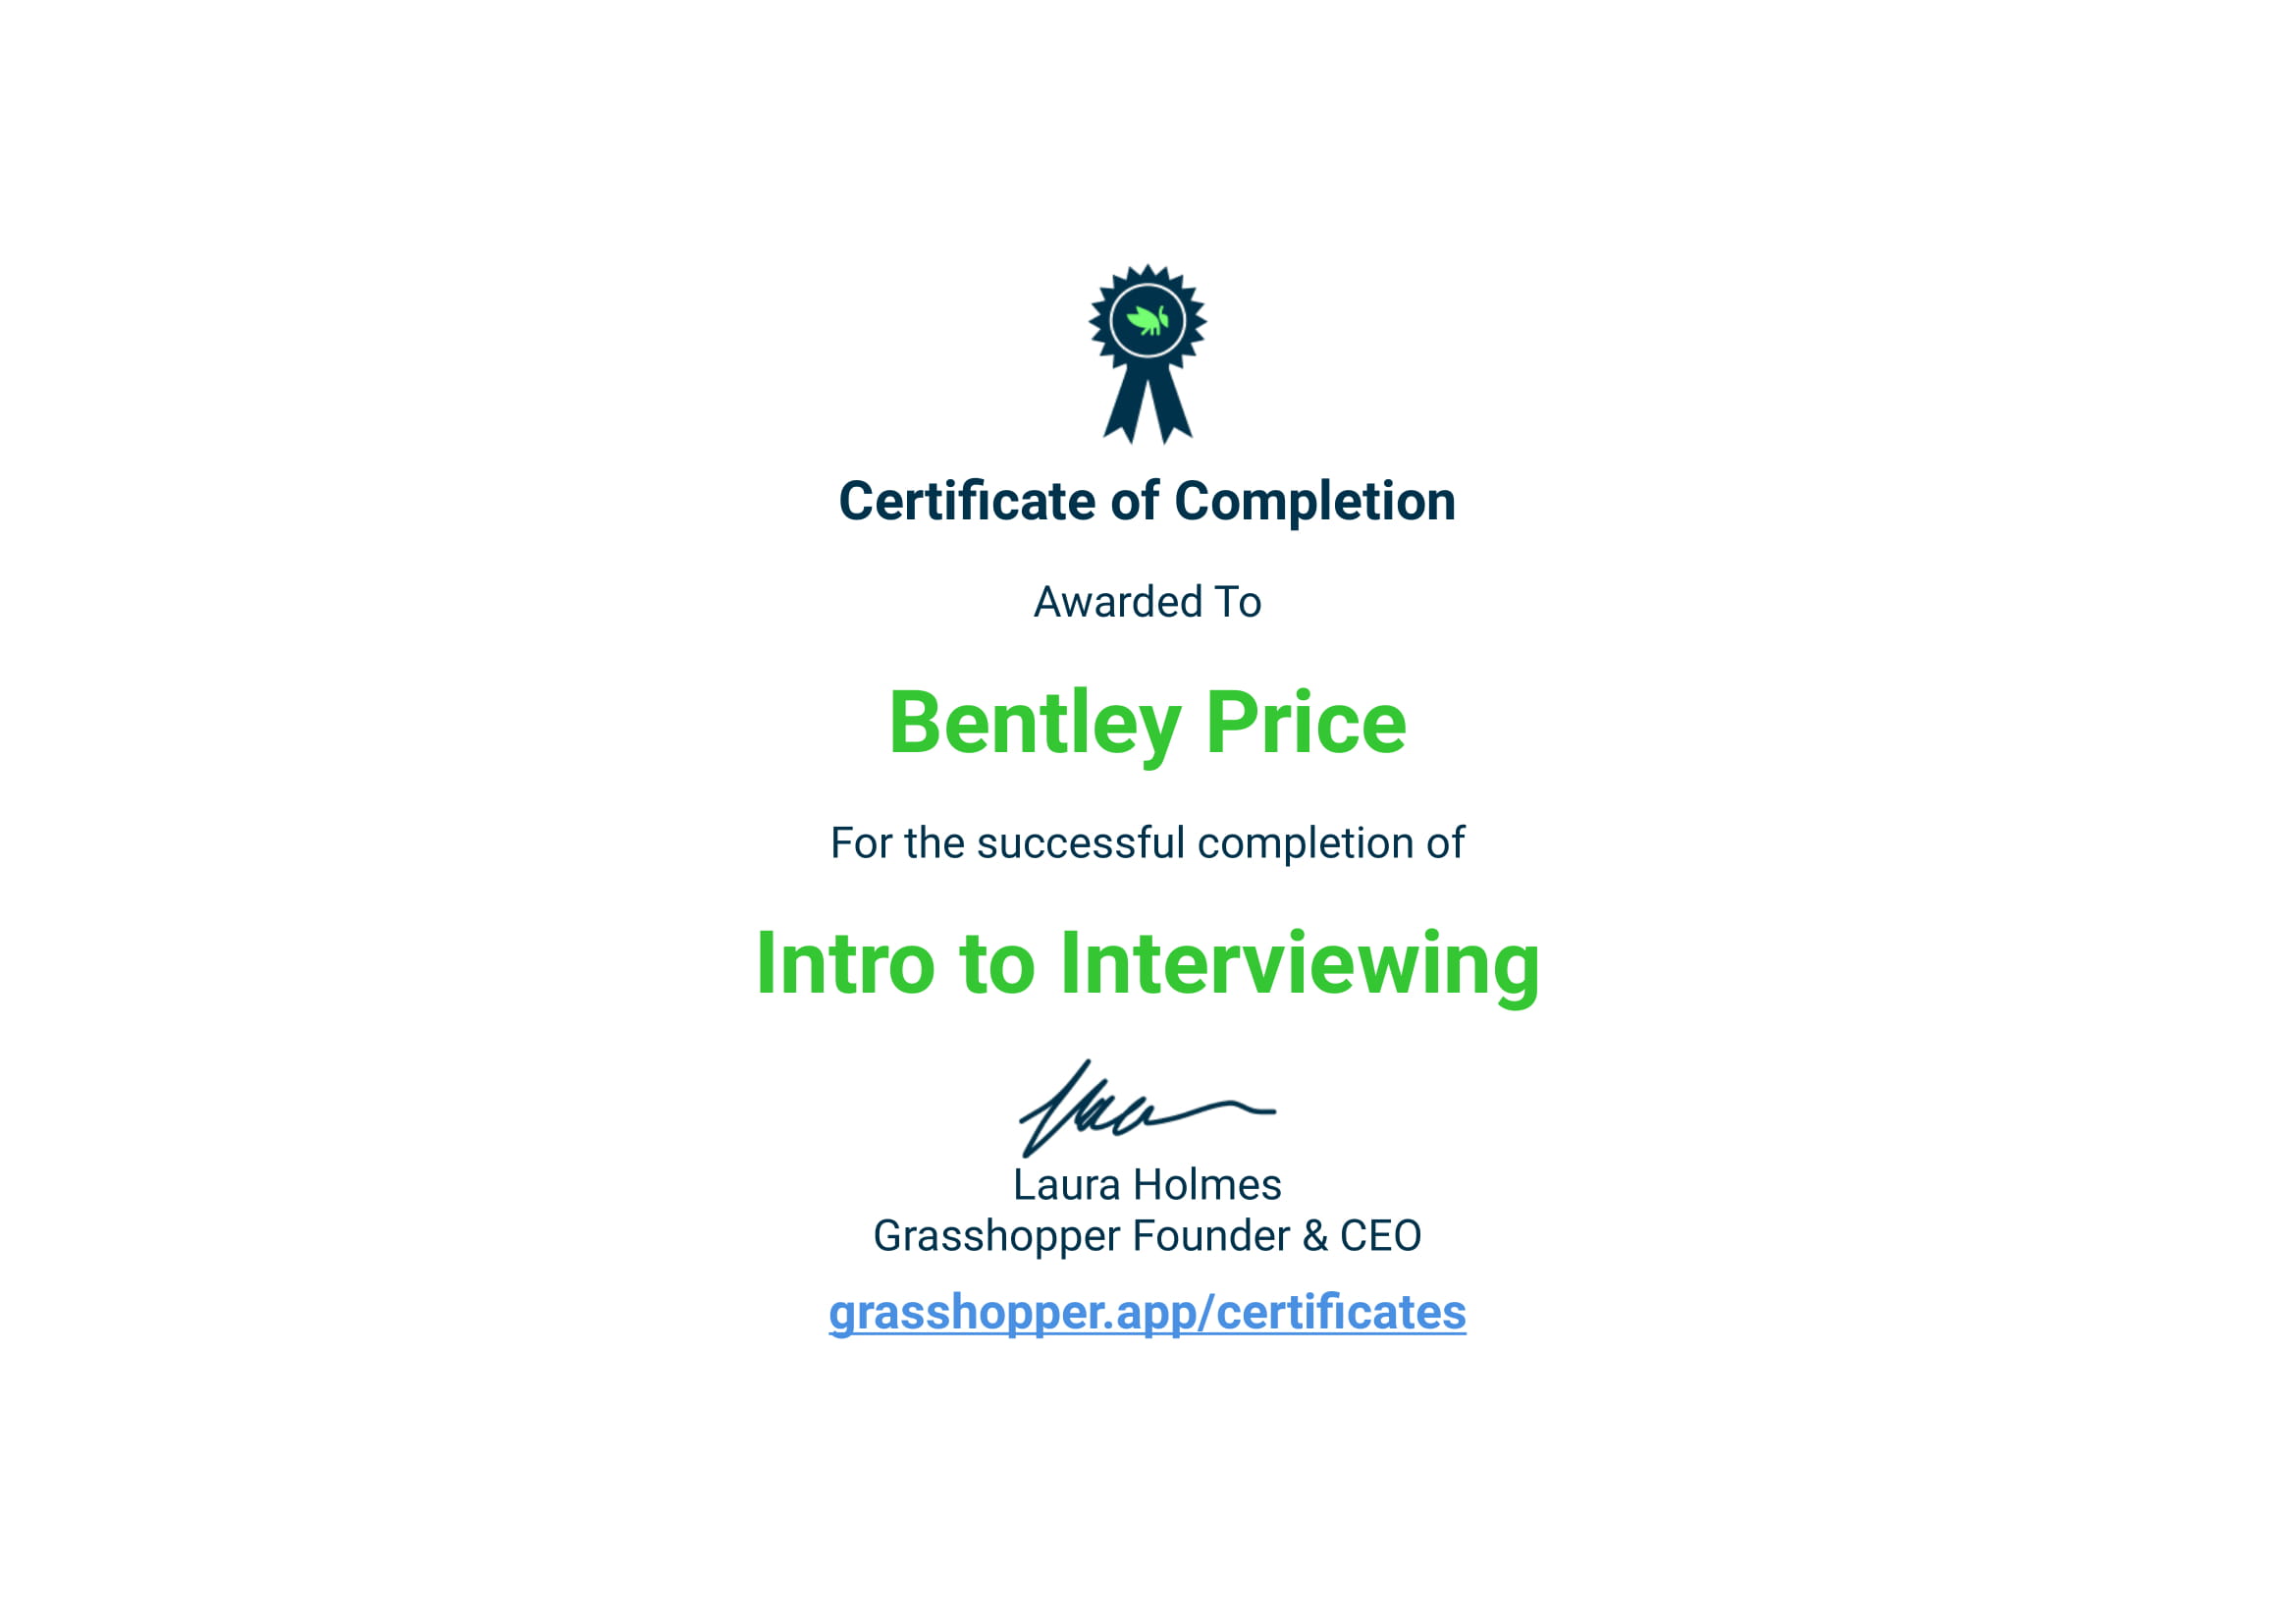 Certificate of Completion
Awarded To
Bentley Price
For the successful completion of
Intro to Interviewing
Laura Holmes
Grasshopper Founder & CEO
grasshopper.app/certificates